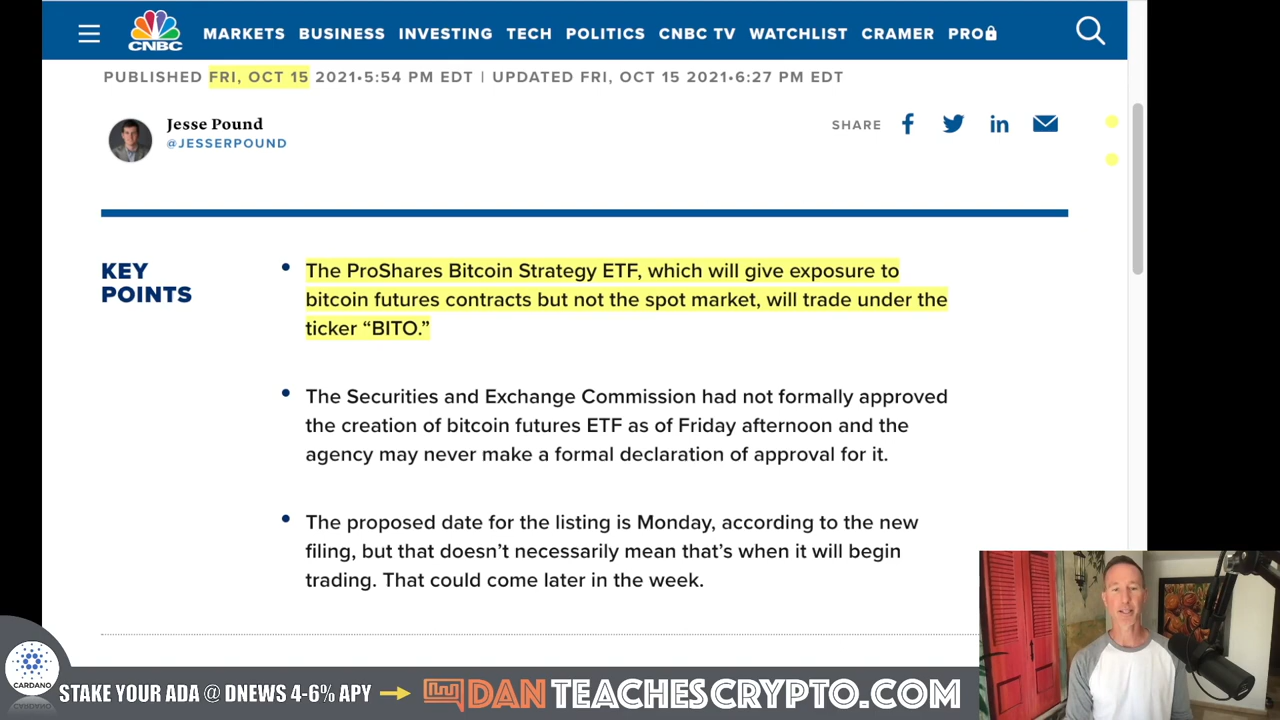 CNBC
MARKETS BUSINESS INVESTING TECH POLITICS CNBC TV WATCHLIST CRAMER PRO
PUBLISHED FRI, OCT 15 2021•5:54 PM EDT | UPDATED FRI, OCT 15 2021•6:27 PM EDT
Jesse Pound
@JESSERPOUND
SHARE
KEY
POINTS
• The ProShares Bitcoin Strategy ETF, which will give exposure to
bitcoin futures contracts but not the spot market, will trade under the
ticker “BITO.”
• The Securities and Exchange Commission had not formally approved
the creation of bitcoin futures ETF as of Friday afternoon and the
agency may never make a formal declaration of approval for it.
• The proposed date for the listing is Monday, according to the new
filing, but that doesn’t necessarily mean that’s when it will begin
trading. That could come later in the week.
CARDANO
STAKE YOUR ADA @ DNEWS 4-6% APY
DANTEACHESCRYPTO.COM